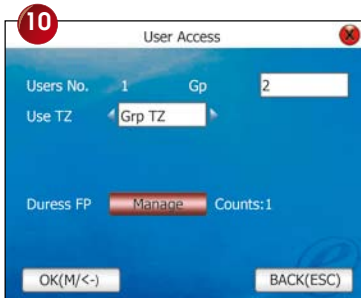 10
User Access
Users No. 1 Gp 2
Use TZ Grp TZ
Duress FP Manage Counts:1
OK(M/<-) BACK(ESC)